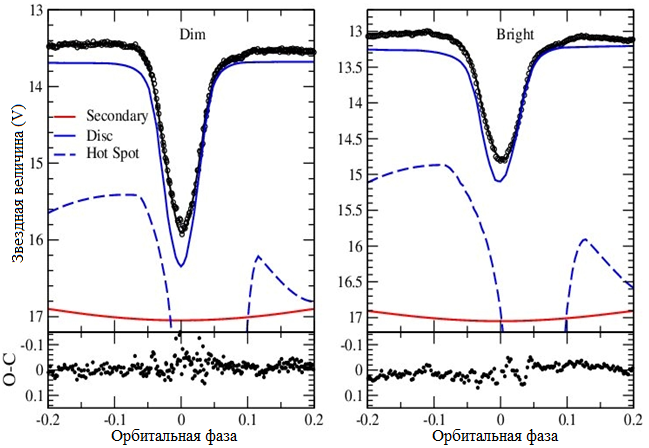 Dim
Bright
Звездная величина (V)
13
14
15
16
17
Secondary
Disc
Hot Spot
13
13.5
14
14.5
15
15.5
16
16.5
17
O-C
-0.1
0
0.1
-0.1
0
0.1
-0.2 -0.1 0 0.1 0.2
-0.2 -0.1 0 0.1 0.2
Орбитальная фаза
Орбитальная фаза